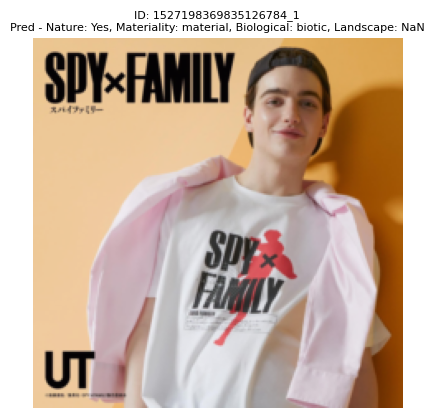 ID: 1527198369835126784_1
Pred - Nature: Yes, Materiality: material, Biological: biotic, Landscape: NaN
SPY×FAMILY
スパイファミリー
SPY×
FAMILY
UT